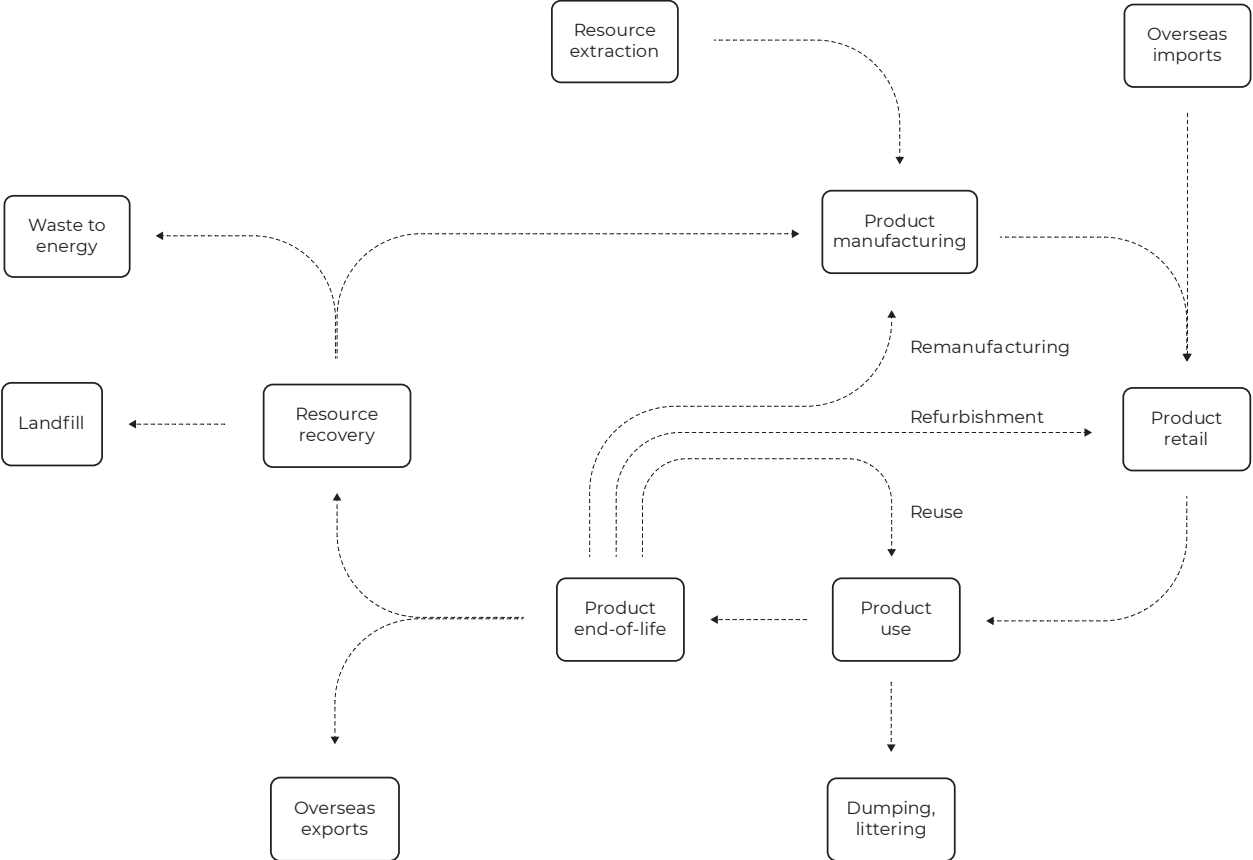 Resource
extraction
Overseas
imports
Waste to
energy
Product
manufacturing
Remanufacturing
Landfill
Resource
recovery
Refurbishment
Product
retail
Reuse
Product
end-of-life
Product
use
Overseas
exports
Dumping,
littering